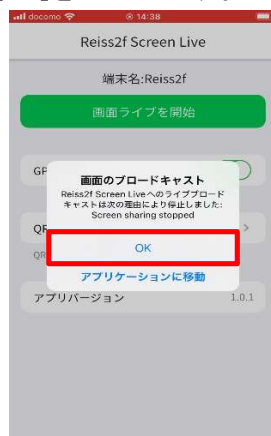 docomo 14:38
Reiss2f Screen Live
端末名:Reiss2f
画面ライブを開始
GP
画面のブロードキャスト
Reiss2f Screen Liveへのライブブロード
キャストは次の理由により停止しました:
Screen sharing stopped
QR
OK
QR
アプリケーションに移動
アプリバージョン 1.0.1